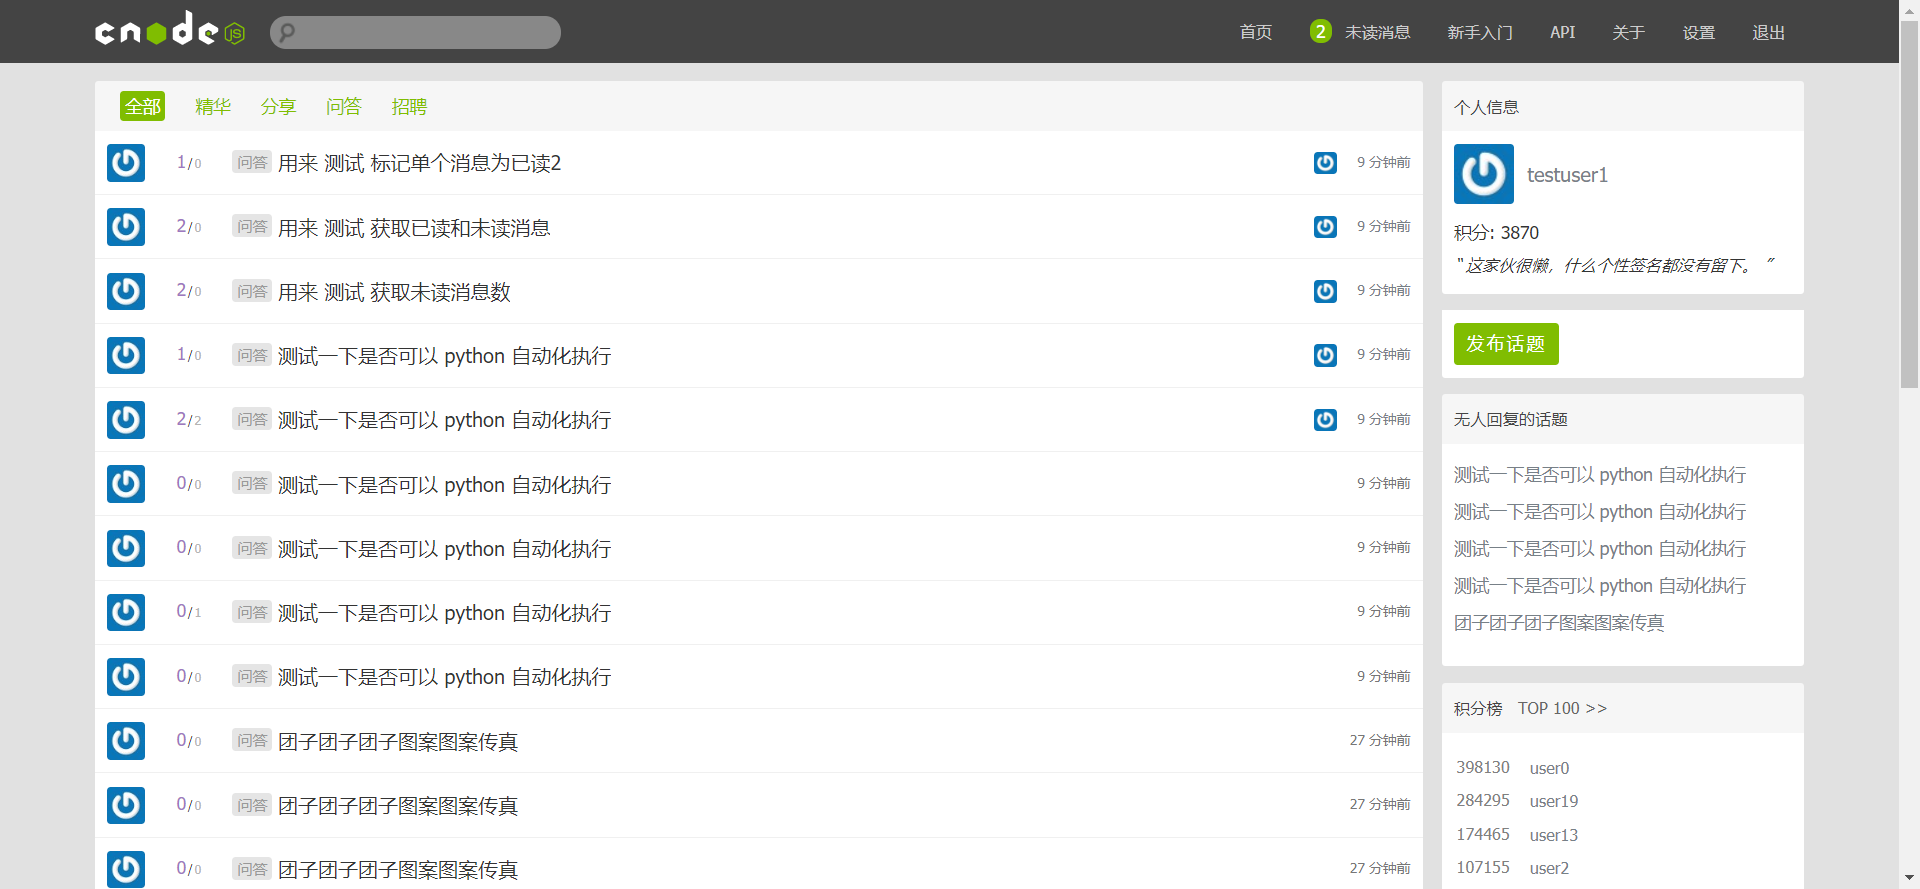 cnode JS
首页 2 未读消息 新手入门 API 关于 设置 退出
全部 精华 分享 问答 招聘
1/0 问答 用来 测试 标记单个消息为已读2 9 分钟前
2/0 问答 用来 测试 获取已读和未读消息 9 分钟前
2/0 问答 用来 测试 获取未读消息数 9 分钟前
1/0 问答 测试一下是否可以 python 自动化执行 9 分钟前
2/2 问答 测试一下是否可以 python 自动化执行 9 分钟前
0/0 问答 测试一下是否可以 python 自动化执行 9 分钟前
0/0 问答 测试一下是否可以 python 自动化执行 9 分钟前
0/1 问答 测试一下是否可以 python 自动化执行 9 分钟前
0/0 问答 测试一下是否可以 python 自动化执行 9 分钟前
0/0 问答 团子团子团子图案图案传真 27 分钟前
0/0 问答 团子团子团子图案图案传真 27 分钟前
0/0 问答 团子团子团子图案图案传真 27 分钟前
个人信息
testuser1
积分: 3870
“ 这家伙很懒，什么个性签名都没有留下。 ”
发布话题
无人回复的话题
测试一下是否可以 python 自动化执行
测试一下是否可以 python 自动化执行
测试一下是否可以 python 自动化执行
测试一下是否可以 python 自动化执行
团子团子团子图案图案传真
积分榜 TOP 100 >>
398130 user0
284295 user19
174465 user13
107155 user2